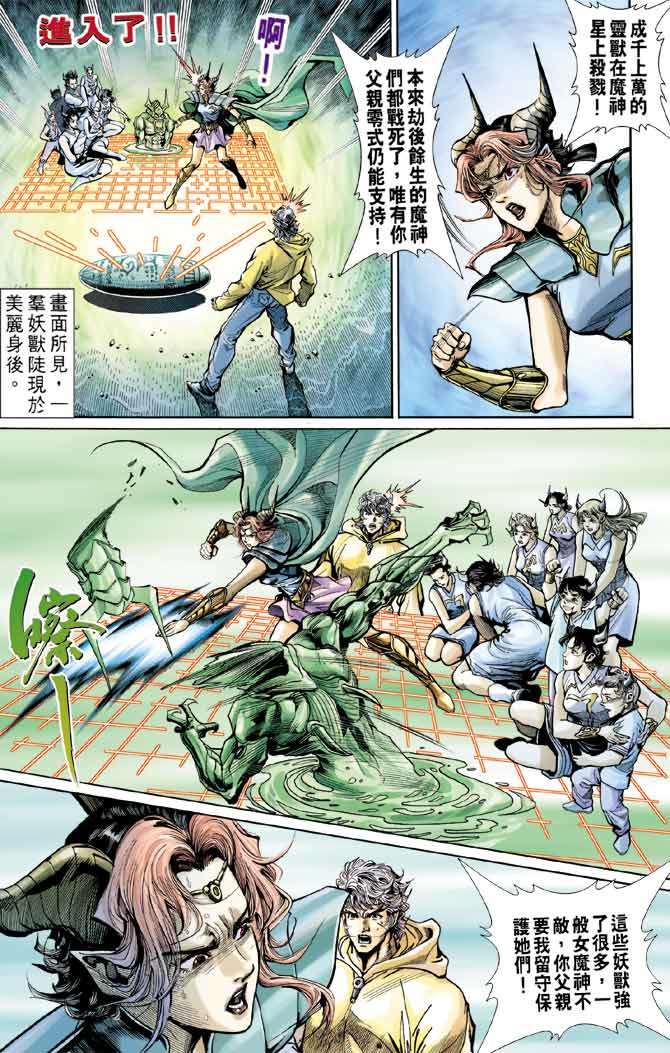 成千上萬的
靈獸在魔神
星上殺戮！
本來劫後餘生的魔神
們都戰死了，唯有你
父親零式仍能支持！
啊！
進入了!!
畫面所見，一
羣妖獸陡現於
美麗身後。
嚓
這些妖獸強
了很多，一
般女魔神不
敵，你父親
要我留守保
護她們！